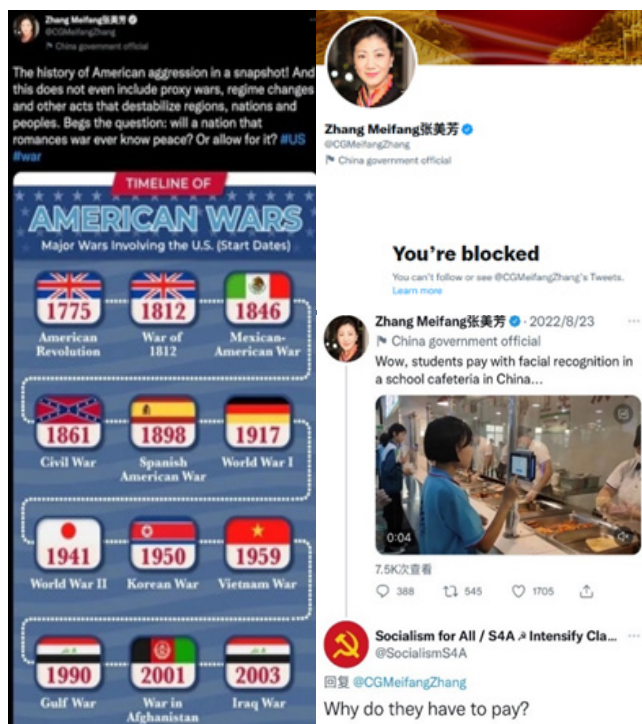 Zhang Meifang张美芳
China government official
The history of American aggression in a snapshot! And
this does not even include proxy wars, regime changes
and other acts that destabilize regions, nations and
peoples. Begs the question: will a nation that
romances war ever know peace? Or allow for it? #US
#war
TIMELINE OF
AMERICAN WARS
Major Wars Involving the U.S. (Start Dates)
1775
American
Revolution
1812
War of
1812
1846
Mexican-
American War
1861
Civil War
1898
Spanish
American War
1917
World War I
1941
World War II
1950
Korean War
1959
Vietnam War
1990
Gulf War
2001
War in
Afghanistan
2003
Iraq War
Zhang Meifang张美芳
@CGMeifangZhang
China government official
You're blocked
You can't follow or see @CGMeifangZhang's Tweets.
Learn more
Zhang Meifang张美芳 · 2022/8/23
China government official
Wow, students pay with facial recognition in
a school cafeteria in China...
0:04
7.5K次查看
388 545 1705
Socialism for All / S4A ☭ Intensify Cla...
@SocialismS4A
回复 @CGMeifangZhang
Why do they have to pay?